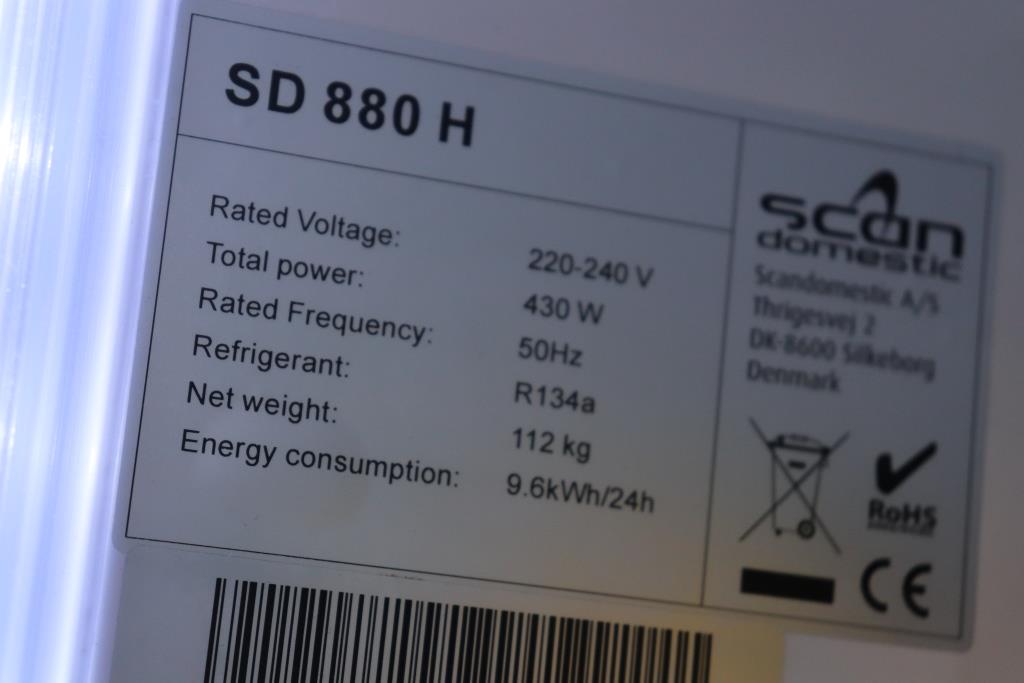 SD 880 H
Rated Voltage: 220-240 V
Total power: 430 W
Rated Frequency: 50Hz
Refrigerant: R134a
Net weight: 112 kg
Energy consumption: 9.6kWh/24h
scan
domestic
Scandomestic A/S
Thrigesvej 2
DK-8600 Silkeborg
Denmark
RoHS
CE